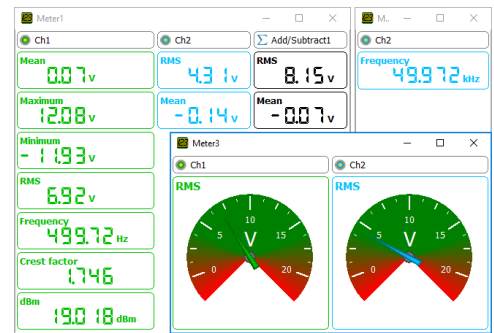 Meter1
M..
Ch1
Ch2
Add/Subtract1
Ch2
Mean
0.07 v
RMS
4.31 v
RMS
8.15 v
Frequency
49.972 kHz
Maximum
12.08 v
Mean
-0.14 v
Mean
-0.07 v
Minimum
-11.93 v
RMS
6.92 v
Frequency
499.72 Hz
Crest factor
1.746
dBm
19.018 dBm
Meter3
Ch1
Ch2
RMS
0
5
10
15
20
V
RMS
0
5
10
15
20
V